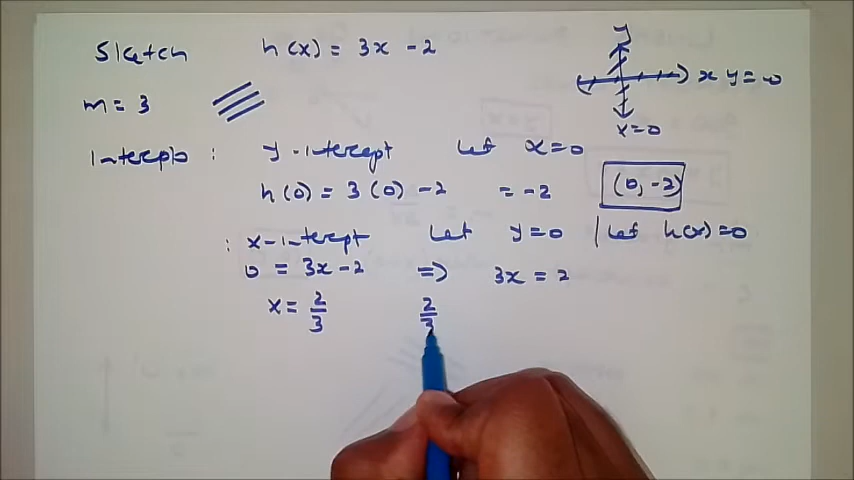 Sketch h(x) = 3x - 2
y
x y=0
x=0
m = 3
Intercepts : y-intercept Let x=0
h(0) = 3(0) - 2 = -2 (0, -2)
: x-intercept Let y=0 | Let h(x)=0
0 = 3x - 2 => 3x = 2
x = 2/3 2/3